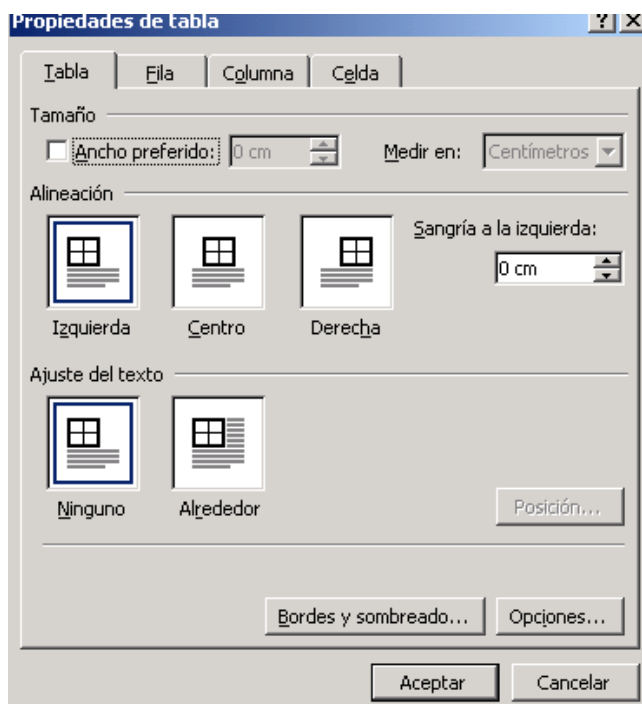 Propiedades de tabla
Tabla Fila Columna Celda
Tamaño
Ancho preferido: 0 cm Medir en: Centímetros
Alineación
Sangría a la izquierda:
0 cm
Izquierda Centro Derecha
Ajuste del texto
Ninguno Alrededor Posición...
Bordes y sombreado... Opciones...
Aceptar Cancelar